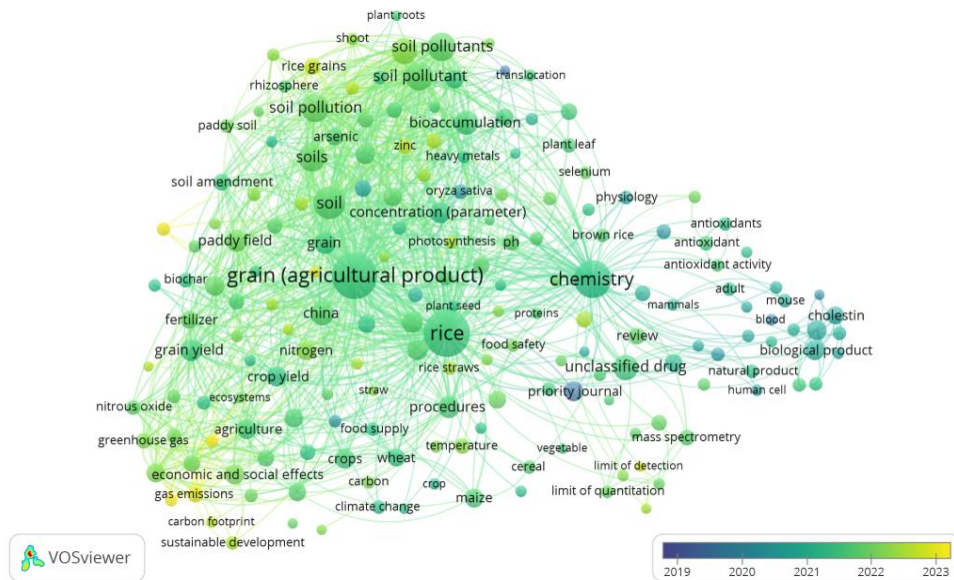 plant roots
shoot
soil pollutants
rice grains
soil pollutant
translocation
rhizosphere
soil pollution
paddy soil
arsenic
bioaccumulation
zinc
plant leaf
soils
heavy metals
selenium
soil amendment
oryza sativa
physiology
soil
concentration (parameter)
antioxidants
paddy field
grain
photosynthesis
ph
brown rice
antioxidant
antioxidant activity
grain (agricultural product)
chemistry
biochar
adult
plant seed
mammals
mouse
fertilizer
china
proteins
blood
cholestin
rice
review
grain yield
nitrogen
food safety
biological product
crop yield
rice straws
unclassified drug
natural product
ecosystems
straw
priority journal
human cell
nitrous oxide
procedures
agriculture
food supply
greenhouse gas
temperature
vegetable
mass spectrometry
crops
wheat
cereal
limit of detection
economic and social effects
carbon
crop
limit of quantitation
gas emissions
maize
climate change
carbon footprint
sustainable development
VOSviewer
2019 2020 2021 2022 2023